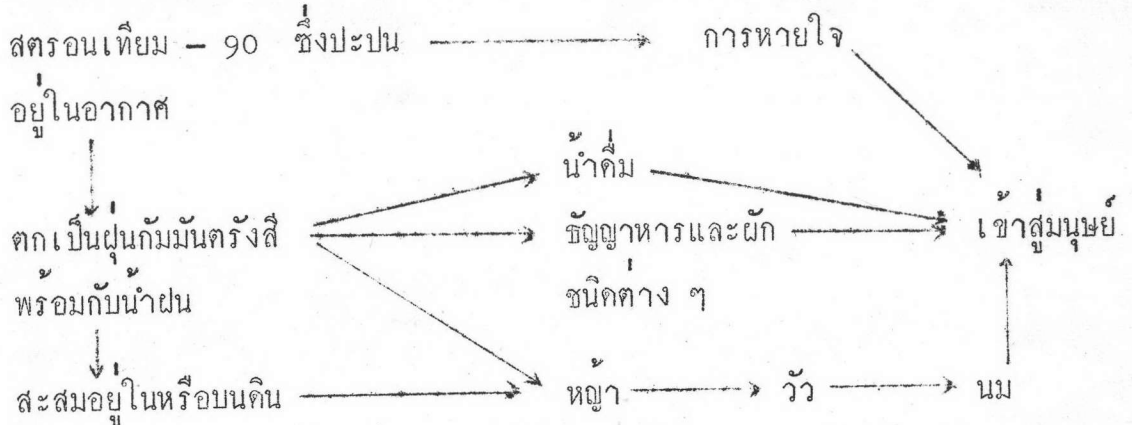 สตรอนเทียม – 90 ซึ่งปะปน
อยู่ในอากาศ
การหายใจ
ตกเป็นฝุ่นกัมมันตรังสี
พร้อมกับน้ำฝน
น้ำดื่ม
ธัญญาหารและผัก
ชนิดต่าง ๆ
เข้าสู่มนุษย์
สะสมอยู่ในหรือบนดิน
หญ้า
วัว
นม